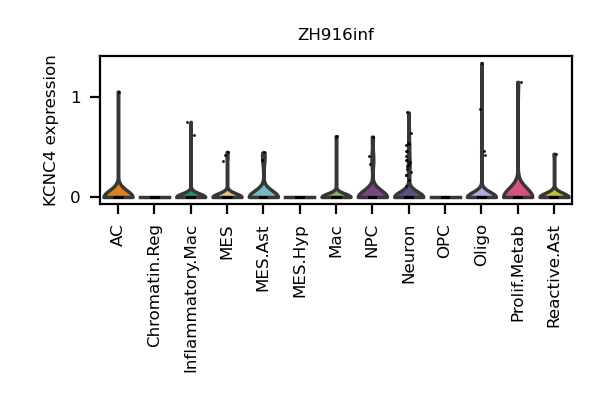 ZH916inf
KCNC4 expression
1
0
AC
Chromatin.Reg
Inflammatory.Mac
MES
MES.Ast
MES.Hyp
Mac
NPC
Neuron
OPC
Oligo
Prolif.Metab
Reactive.Ast